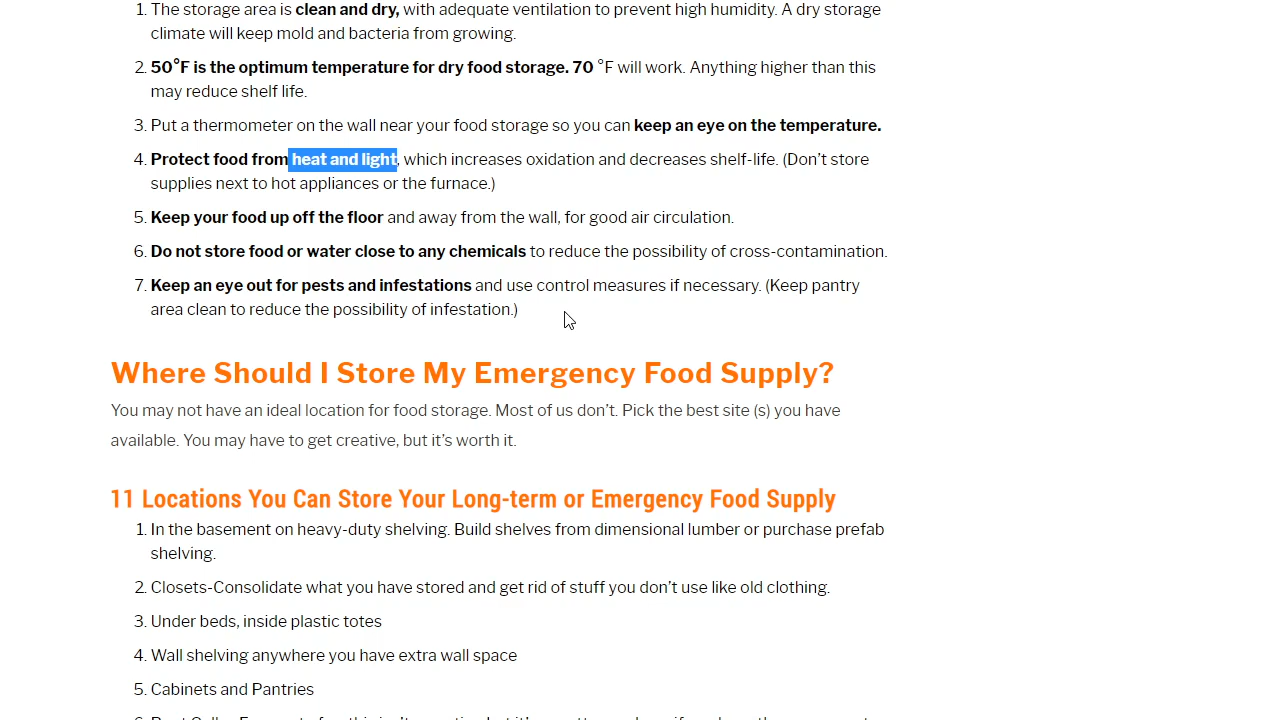 1. The storage area is clean and dry, with adequate ventilation to prevent high humidity. A dry storage
climate will keep mold and bacteria from growing.
2. 50°F is the optimum temperature for dry food storage. 70 °F will work. Anything higher than this
may reduce shelf life.
3. Put a thermometer on the wall near your food storage so you can keep an eye on the temperature.
4. Protect food from heat and light, which increases oxidation and decreases shelf-life. (Don’t store
supplies next to hot appliances or the furnace.)
5. Keep your food up off the floor and away from the wall, for good air circulation.
6. Do not store food or water close to any chemicals to reduce the possibility of cross-contamination.
7. Keep an eye out for pests and infestations and use control measures if necessary. (Keep pantry
area clean to reduce the possibility of infestation.)
Where Should I Store My Emergency Food Supply?
You may not have an ideal location for food storage. Most of us don’t. Pick the best site (s) you have
available. You may have to get creative, but it’s worth it.
11 Locations You Can Store Your Long-term or Emergency Food Supply
1. In the basement on heavy-duty shelving. Build shelves from dimensional lumber or purchase prefab
shelving.
2. Closets-Consolidate what you have stored and get rid of stuff you don’t use like old clothing.
3. Under beds, inside plastic totes
4. Wall shelving anywhere you have extra wall space
5. Cabinets and Pantries